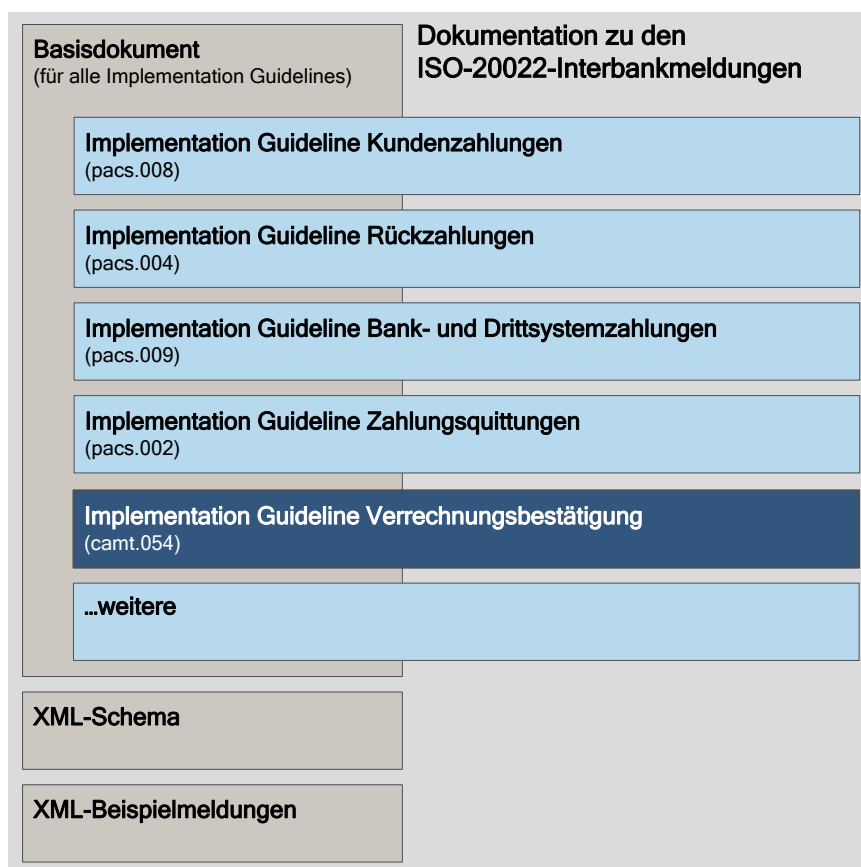 Basisdokument
(für alle Implementation Guidelines)
Dokumentation zu den
ISO-20022-Interbankmeldungen
Implementation Guideline Kundenzahlungen
(pacs.008)
Implementation Guideline Rückzahlungen
(pacs.004)
Implementation Guideline Bank- und Drittsystemzahlungen
(pacs.009)
Implementation Guideline Zahlungsquittungen
(pacs.002)
Implementation Guideline Verrechnungsbestätigung
(camt.054)
...weitere
XML-Schema
XML-Beispielmeldungen